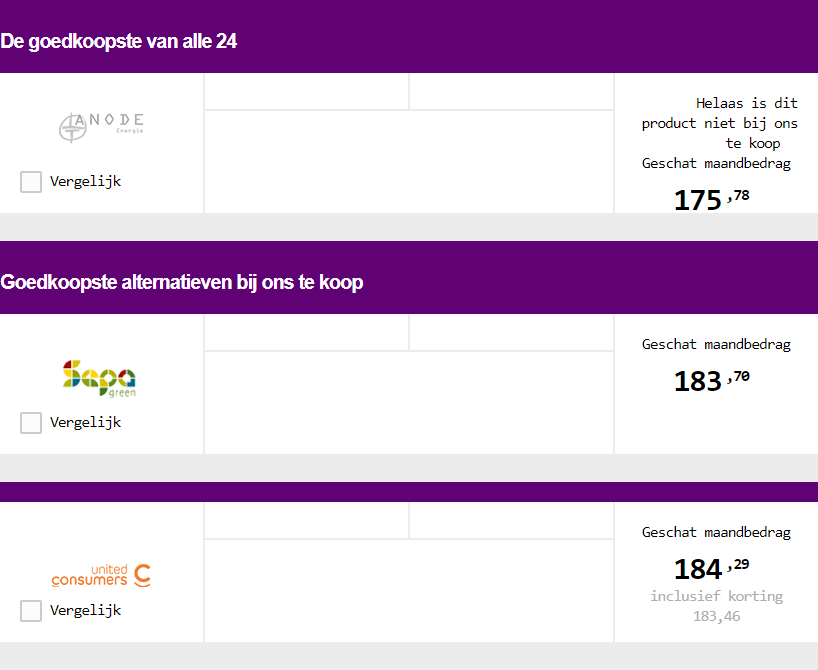 De goedkoopste van alle 24
ANODE
Energie
Vergelijk
Helaas is dit
product niet bij ons
te koop
Geschat maandbedrag
175,78
Goedkoopste alternatieven bij ons te koop
Sapa
green
Vergelijk
Geschat maandbedrag
183,70
united
consumers
Vergelijk
Geschat maandbedrag
184,29
inclusief korting
183,46